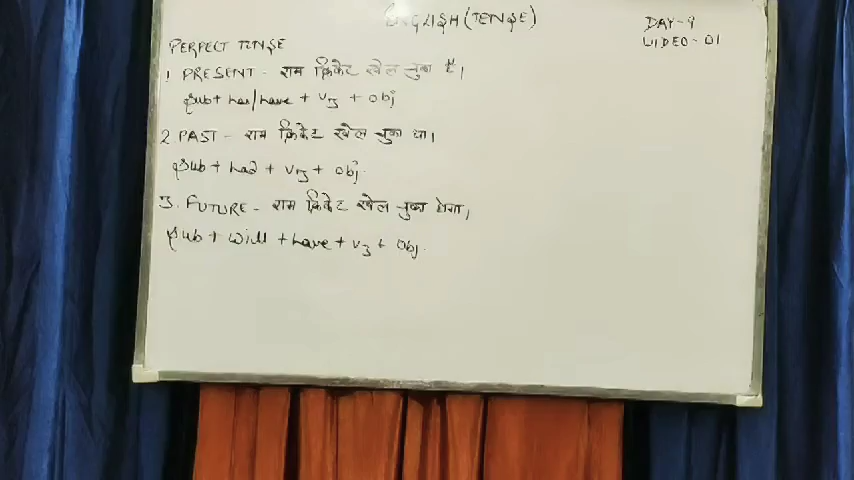 ENGLISH (TENSE)
DAY-4
VIDEO-01
PERFECT TENSE
1 PRESENT - राम क्रिकेट खेल चुका है।
Sub + has/have + V3 + obj
2 PAST - राम क्रिकेट खेल चुका था।
Sub + had + V3 + obj.
3. FUTURE - राम क्रिकेट खेल चुका होगा।
Sub + will + have + V3 + obj.